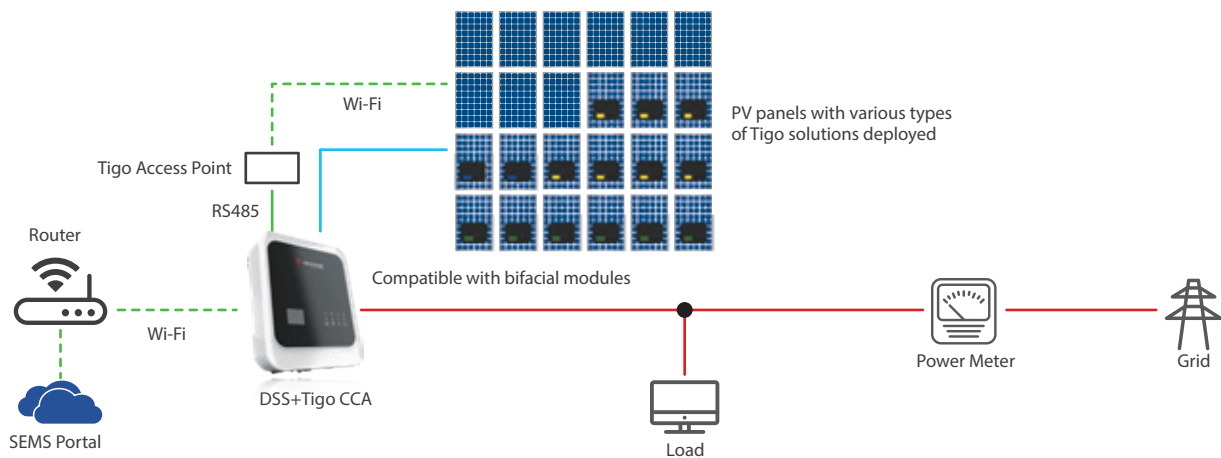 Wi-Fi
PV panels with various types
of Tigo solutions deployed
Tigo Access Point
RS485
Router
Compatible with bifacial modules
Wi-Fi
Power Meter
Grid
DSS+Tigo CCA
SEMS Portal
Load